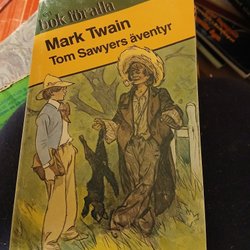 bok för alla
Mark Twain
Tom Sawyers äventyr